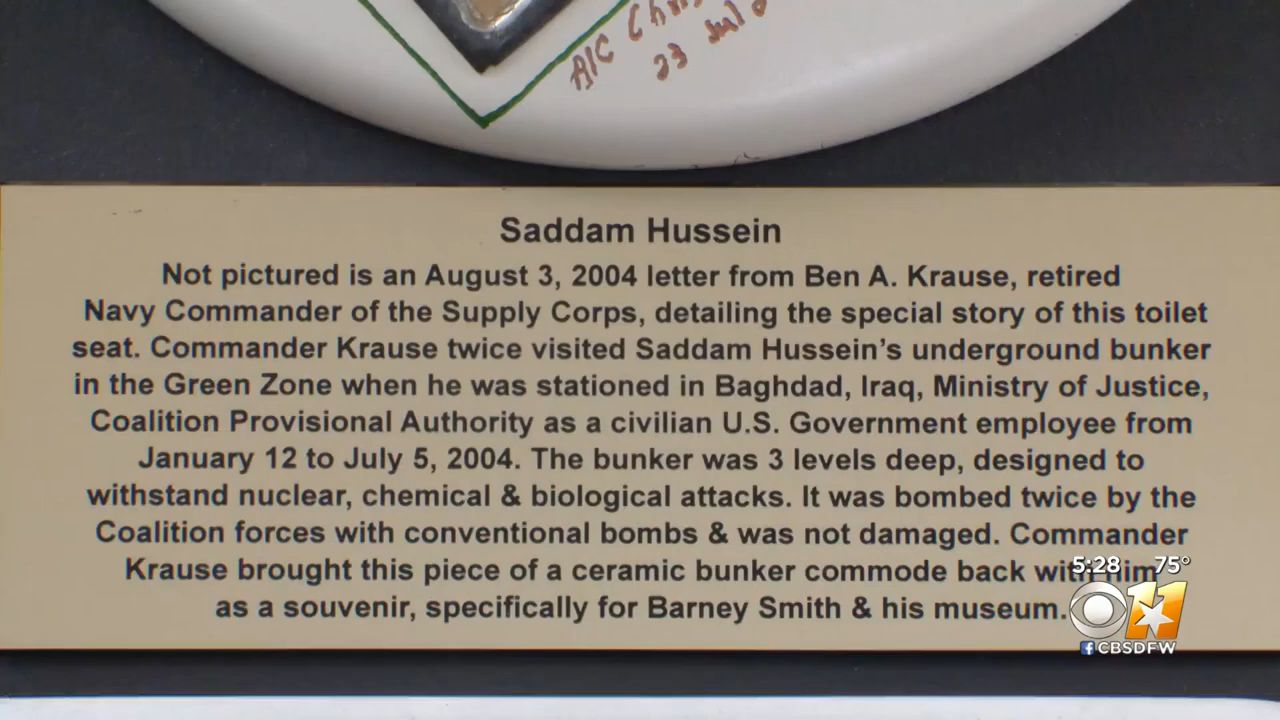 A1C
23 Jul
Saddam Hussein
Not pictured is an August 3, 2004 letter from Ben A. Krause, retired
Navy Commander of the Supply Corps, detailing the special story of this toilet
seat. Commander Krause twice visited Saddam Hussein's underground bunker
in the Green Zone when he was stationed in Baghdad, Iraq, Ministry of Justice,
Coalition Provisional Authority as a civilian U.S. Government employee from
January 12 to July 5, 2004. The bunker was 3 levels deep, designed to
withstand nuclear, chemical & biological attacks. It was bombed twice by the
Coalition forces with conventional bombs & was not damaged. Commander
Krause brought this piece of a ceramic bunker commode back with him
as a souvenir, specifically for Barney Smith & his museum.
5:28 75°
11
CBSDFW